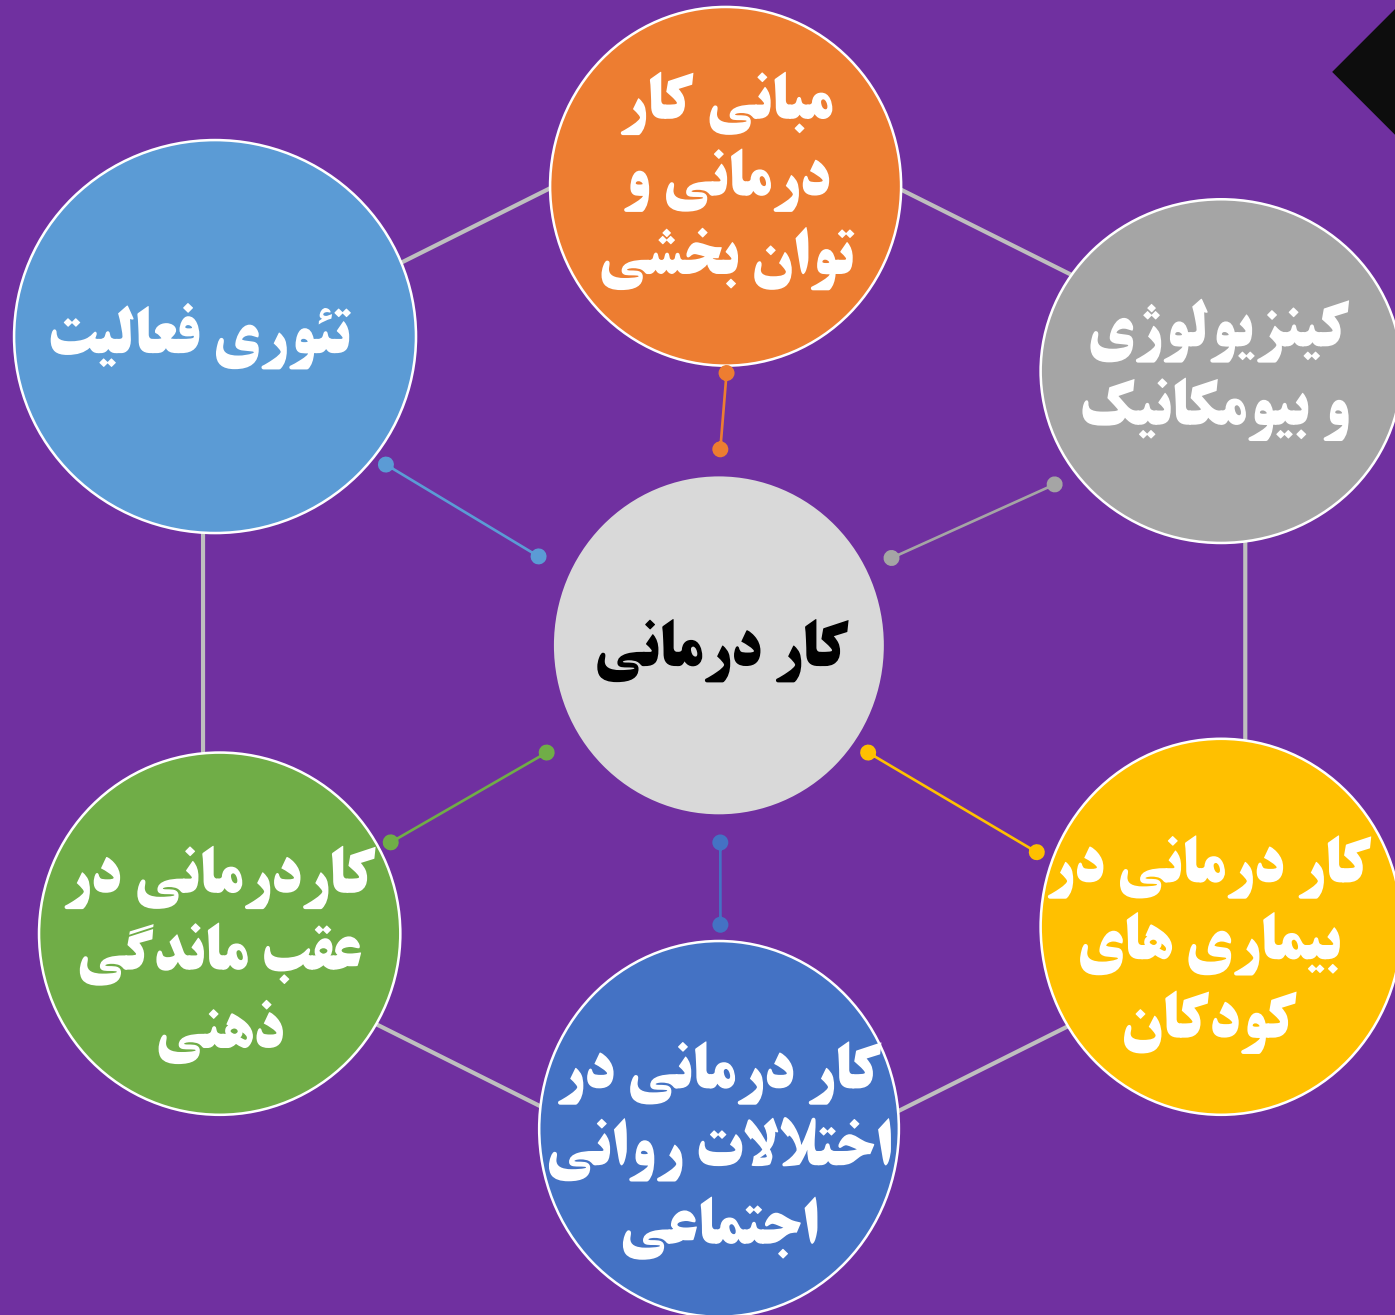 مبانی کار
درمانی و
توان بخشی
کینزیولوژی
و بیومکانیک
تئوری فعالیت
کار درمانی
کار درمانی در
بیماری های
کودکان
کاردرمانی در
عقب ماندگی
ذهنی
کار درمانی در
اختلالات روانی
اجتماعی